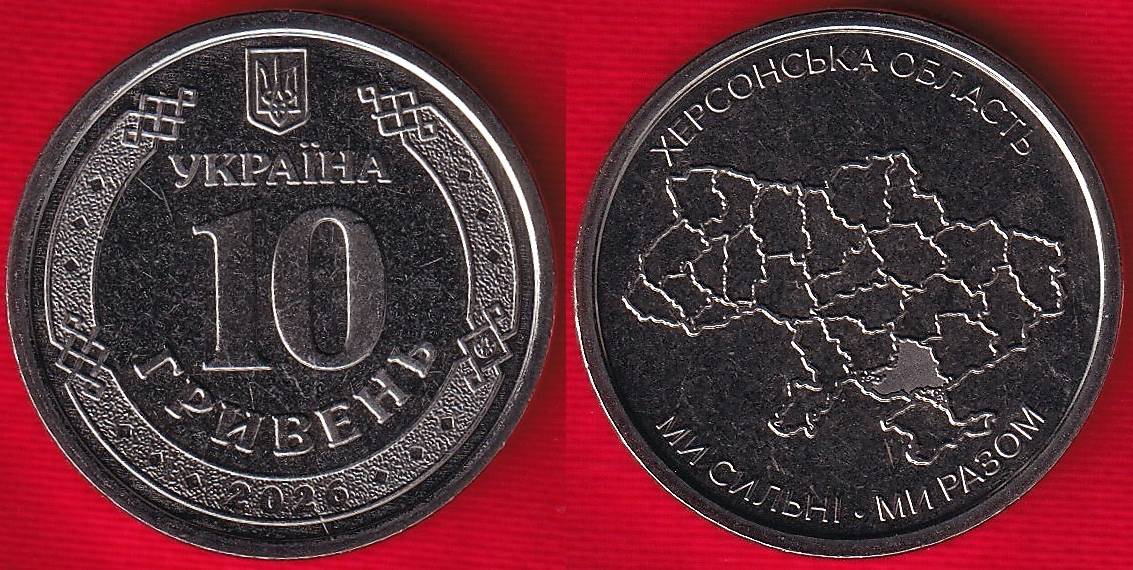 УКРАЇНА
10
ГРИВЕНЬ
2026
ХЕРСОНСЬКА ОБЛАСТЬ
МИ СИЛЬНІ · МИ РАЗОМ